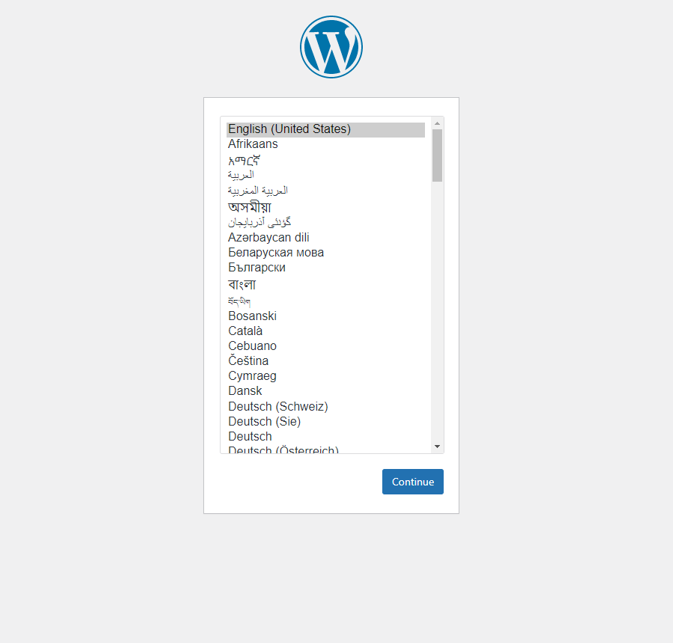 English (United States)
Afrikaans
አማርኛ
العربية
العربية المغربية
অসমীয়া
گؤنئی آذربایجان
Azərbaycan dili
Беларуская мова
Български
বাংলা
བོད་ཡིག
Bosanski
Català
Cebuano
Čeština
Cymraeg
Dansk
Deutsch (Schweiz)
Deutsch (Sie)
Deutsch
Deutsch (Österreich)
Continue